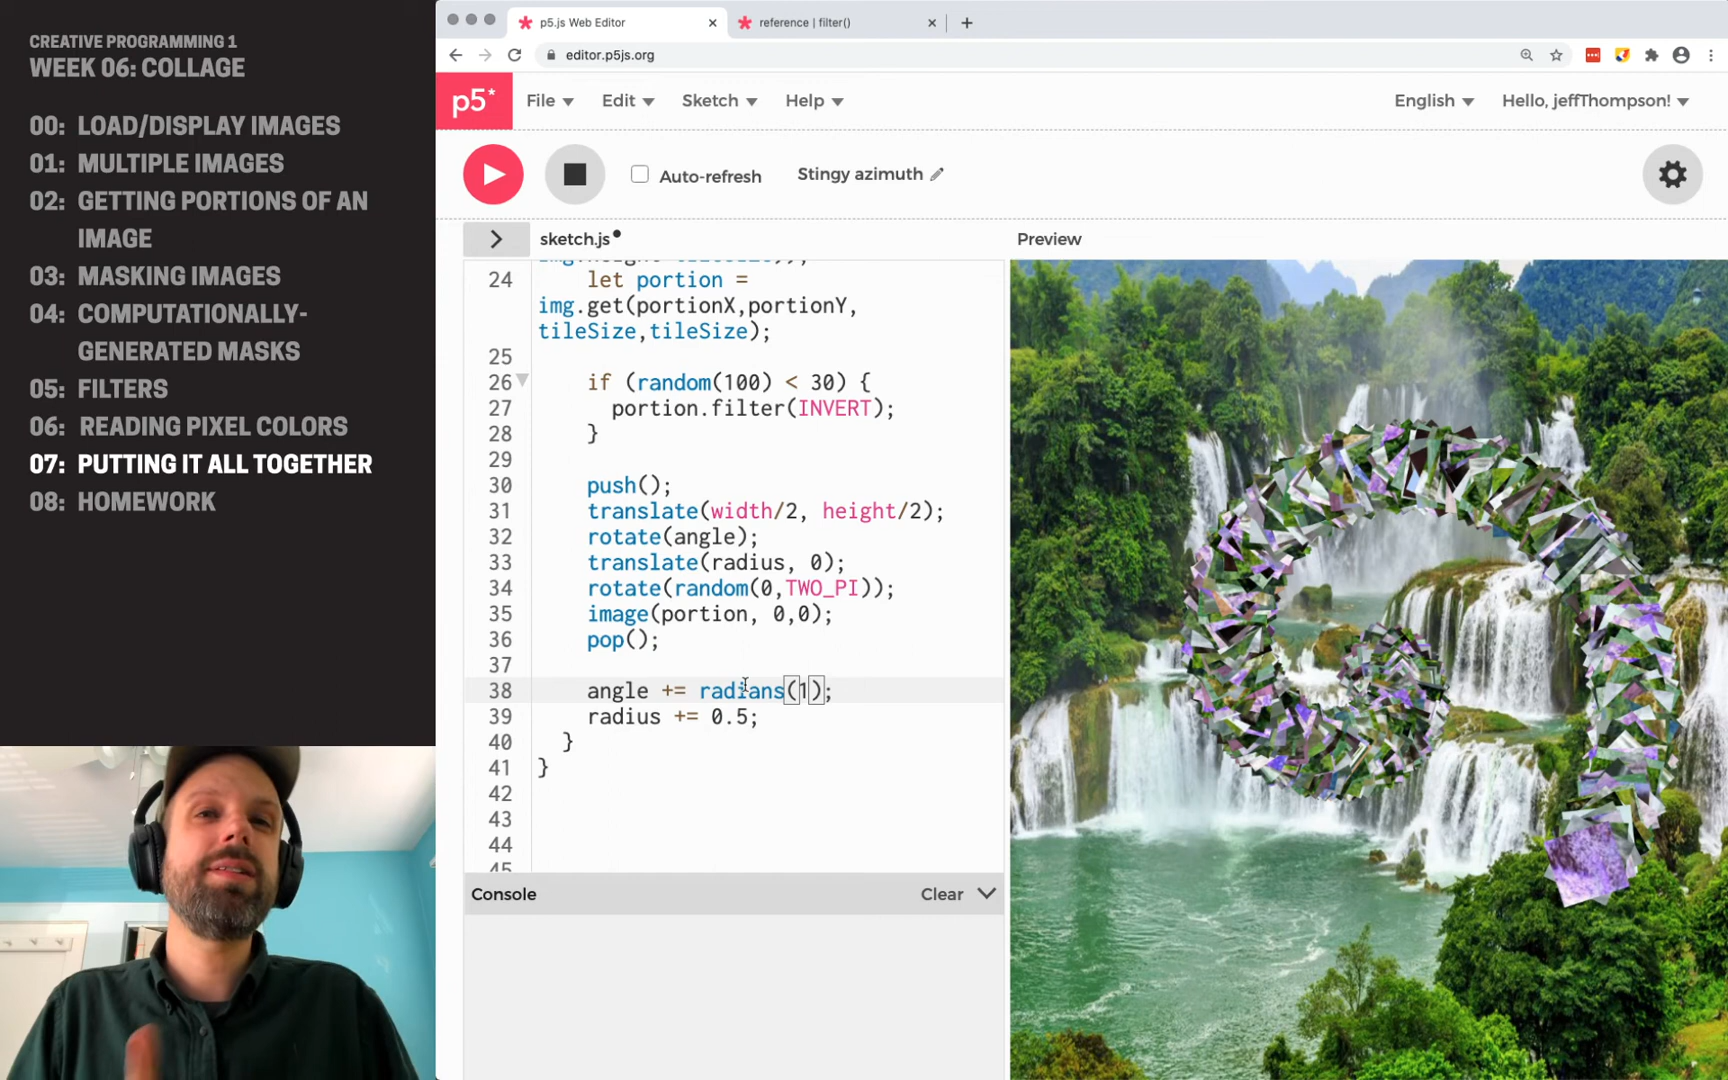 CREATIVE PROGRAMMING 1
WEEK 06: COLLAGE
00: LOAD/DISPLAY IMAGES
01: MULTIPLE IMAGES
02: GETTING PORTIONS OF AN
IMAGE
03: MASKING IMAGES
04: COMPUTATIONALLY-
GENERATED MASKS
05: FILTERS
06: READING PIXEL COLORS
07: PUTTING IT ALL TOGETHER
08: HOMEWORK
p5.js Web Editor
reference | filter()
editor.p5js.org
p5*
File
Edit
Sketch
Help
English
Hello, jeffThompson!
Auto-refresh
Stingy azimuth
sketch.js
Preview
24 let portion =
img.get(portionX,portionY,
tileSize,tileSize);
25
26 if (random(100) < 30) {
27 portion.filter(INVERT);
28 }
29
30 push();
31 translate(width/2, height/2);
32 rotate(angle);
33 translate(radius, 0);
34 rotate(random(0,TWO_PI));
35 image(portion, 0,0);
36 pop();
37
38 angle += radians(1);
39 radius += 0.5;
40 }
41 }
42
43
44
45
Console
Clear